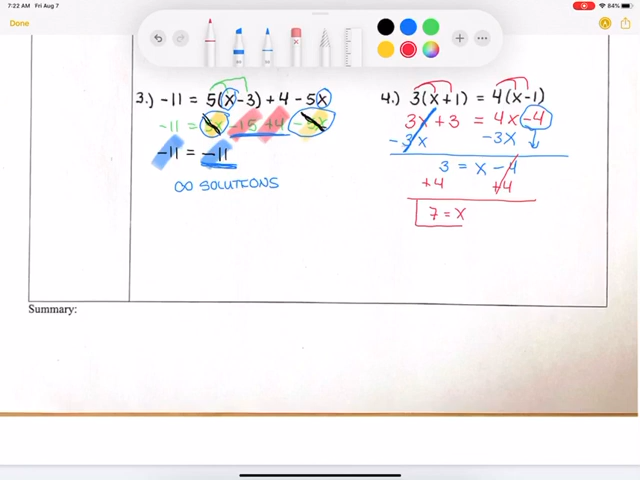 7:22 AM Fri Aug 7
84%
Done
3.) -11 = 5(x-3)+4-5x
-11 = 5x -15 +4 -5x
-11 = -11
∞ SOLUTIONS
4.) 3(x+1) = 4(x-1)
3x + 3 = 4x -4
-3x -3x
3 = x - 4
+4 +4
7 = x
Summary: